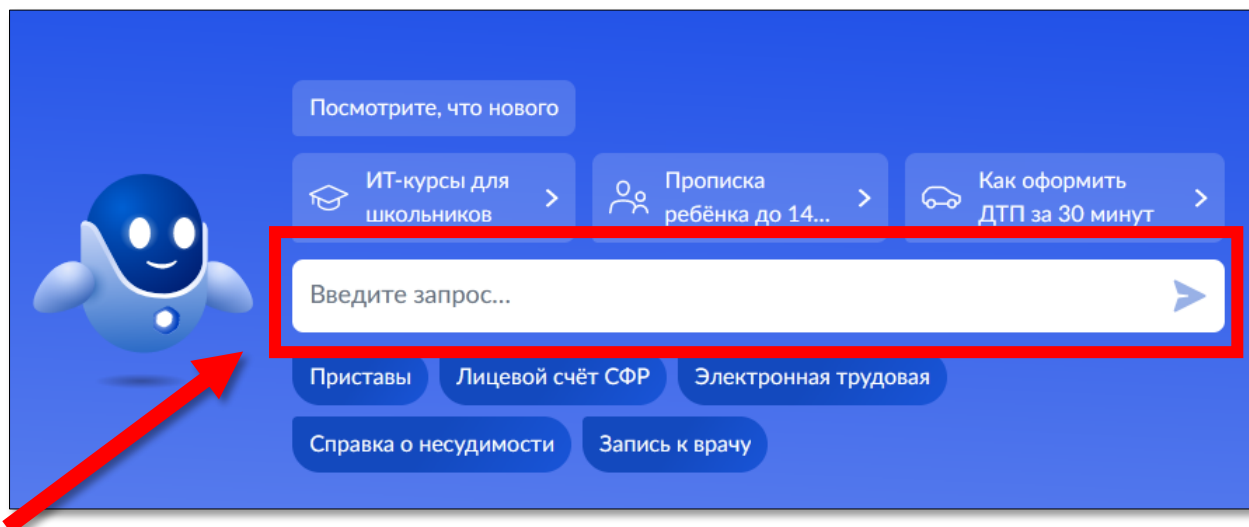 Посмотрите, что нового
ИТ-курсы для
школьников
Прописка
ребёнка до 14...
Как оформить
ДТП за 30 минут
Введите запрос...
Приставы
Лицевой счёт СФР
Электронная трудовая
Справка о несудимости
Запись к врачу